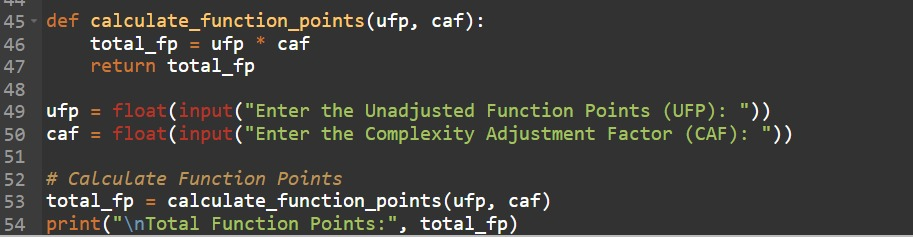 45 def calculate_function_points(ufp, caf):
46     total_fp = ufp * caf
47     return total_fp
48
49 ufp = float(input("Enter the Unadjusted Function Points (UFP): "))
50 caf = float(input("Enter the Complexity Adjustment Factor (CAF): "))
51
52 # Calculate Function Points
53 total_fp = calculate_function_points(ufp, caf)
54 print("\nTotal Function Points:", total_fp)